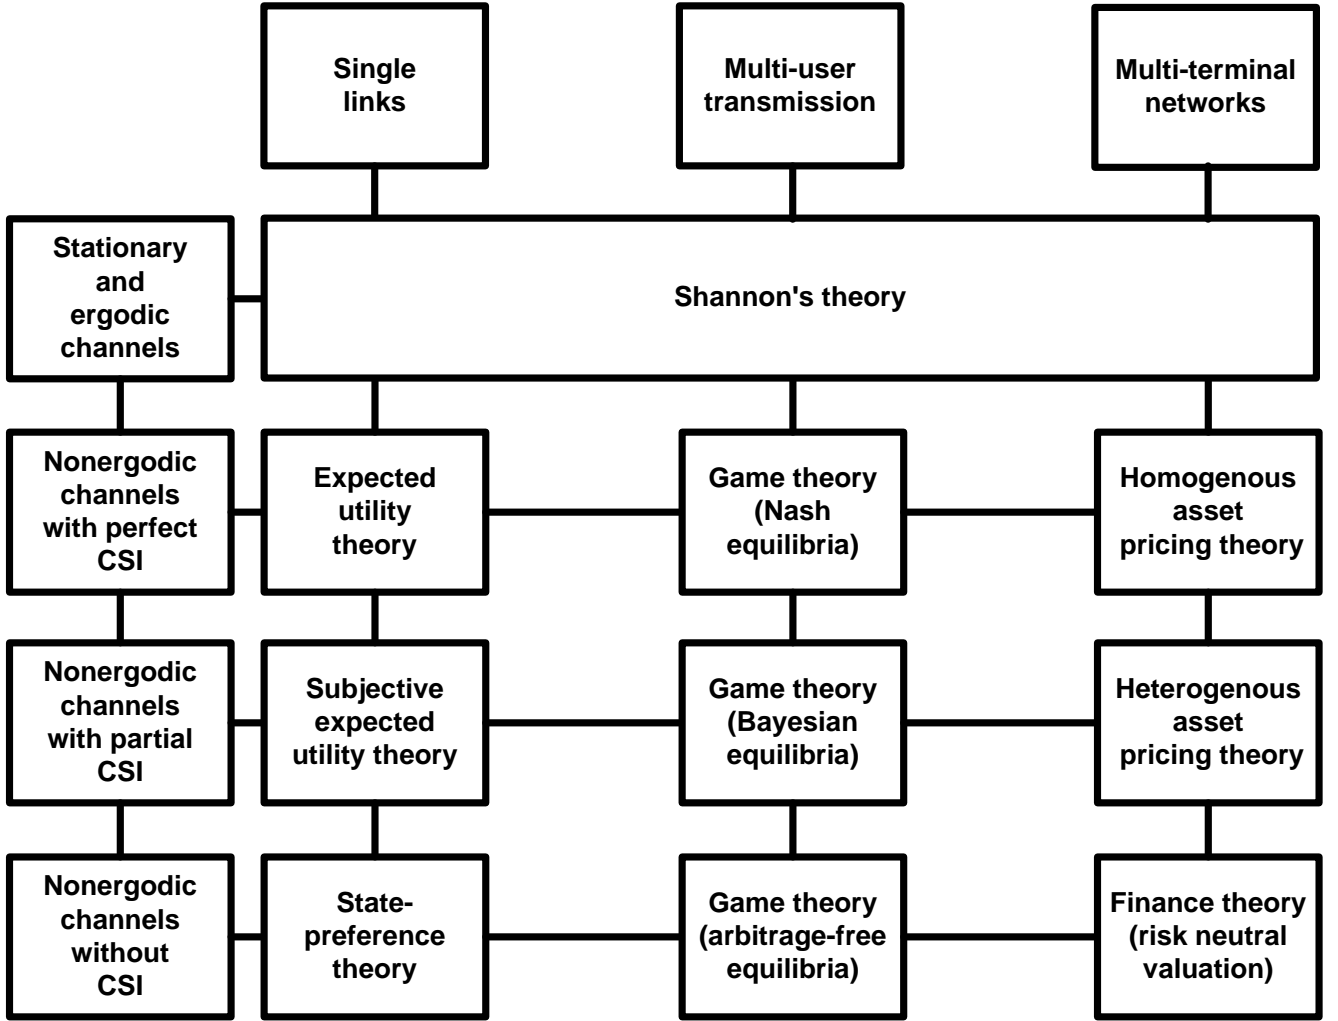 Single
links
Multi-user
transmission
Multi-terminal
networks
Stationary
and
ergodic
channels
Shannon's theory
Nonergodic
channels
with perfect
CSI
Expected
utility
theory
Game theory
(Nash
equilibria)
Homogenous
asset
pricing theory
Nonergodic
channels
with partial
CSI
Subjective
expected
utility theory
Game theory
(Bayesian
equilibria)
Heterogenous
asset
pricing theory
Nonergodic
channels
without
CSI
State-
preference
theory
Game theory
(arbitrage-free
equilibria)
Finance theory
(risk neutral
valuation)